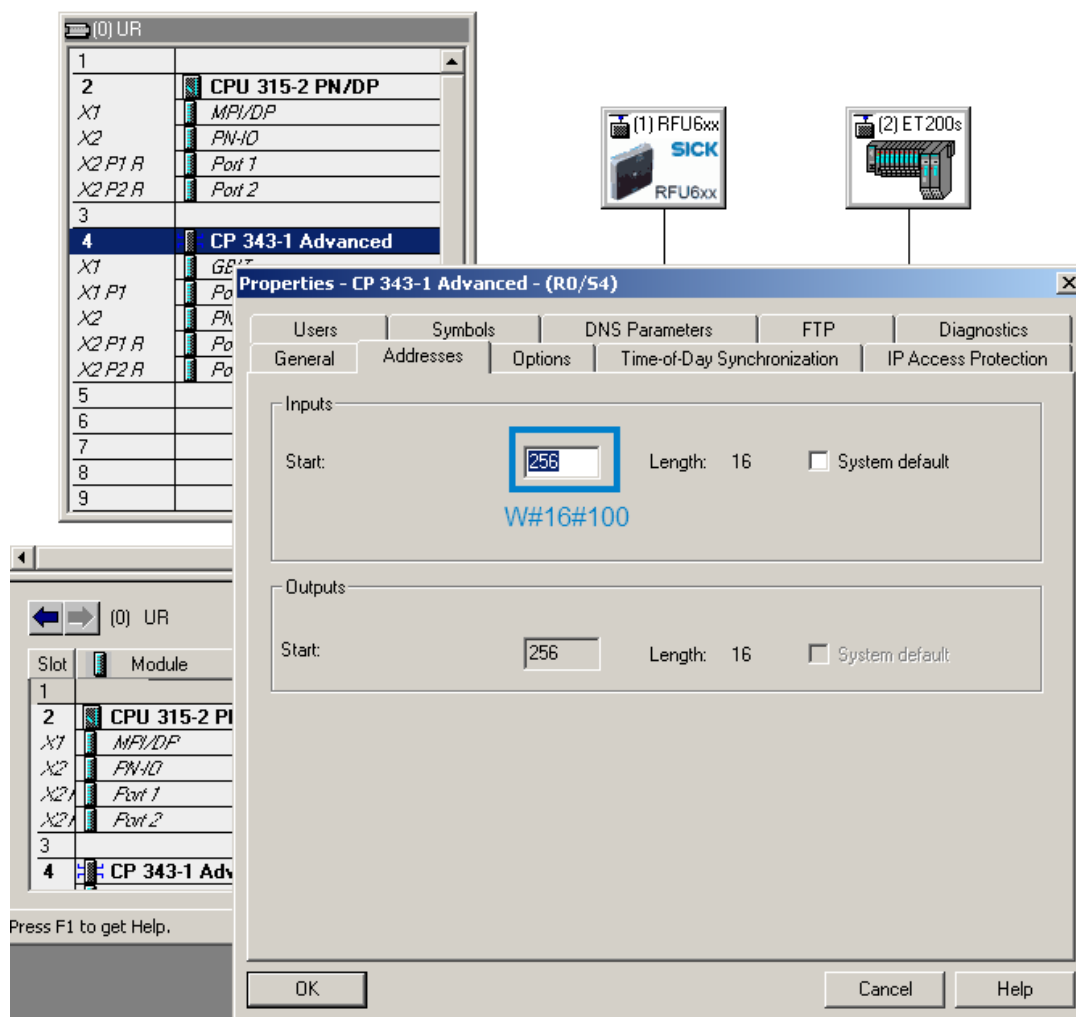 (0) UR
1
2 CPU 315-2 PN/DP
X1 MPI/DP
X2 PN-IO
X2 P1 R Port 1
X2 P2 R Port 2
3
4 CP 343-1 Advanced
X1
X1 P1 Po
X2 PN
X2 P1 R Po
X2 P2 R Po
5
6
7
8
9
(1) RFU6xx
SICK
RFU6xx
(2) ET200s
Properties - CP 343-1 Advanced - (R0/S4)
Users Symbols DNS Parameters FTP Diagnostics
General Addresses Options Time-of-Day Synchronization IP Access Protection
Inputs
Start: 256 Length: 16 System default
W#16#100
Outputs
Start: 256 Length: 16 System default
(0) UR
Slot Module
1
2 CPU 315-2 P
X1 MPI/DP
X2 PN-IO
X2 Port 1
X2 Port 2
3
4 CP 343-1 Adv
Press F1 to get Help.
OK Cancel Help